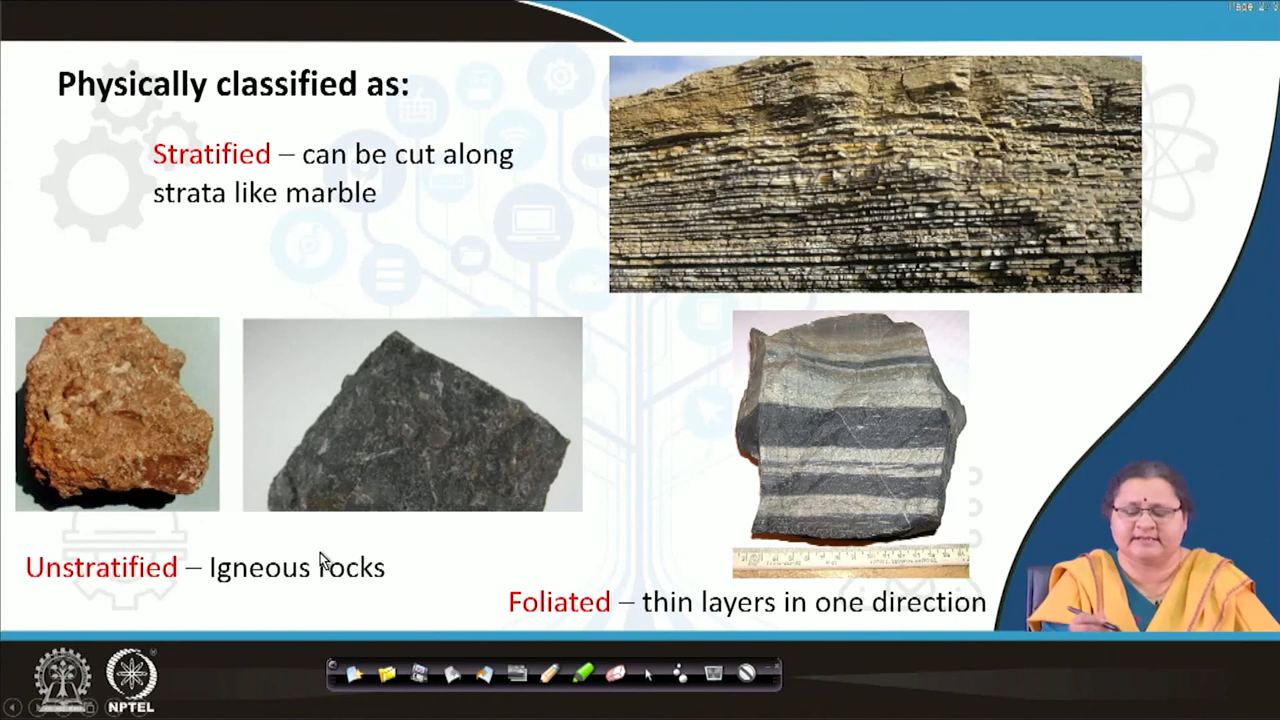 Physically classified as:
Stratified – can be cut along
strata like marble
Unstratified – Igneous rocks
Foliated – thin layers in one direction
NPTEL